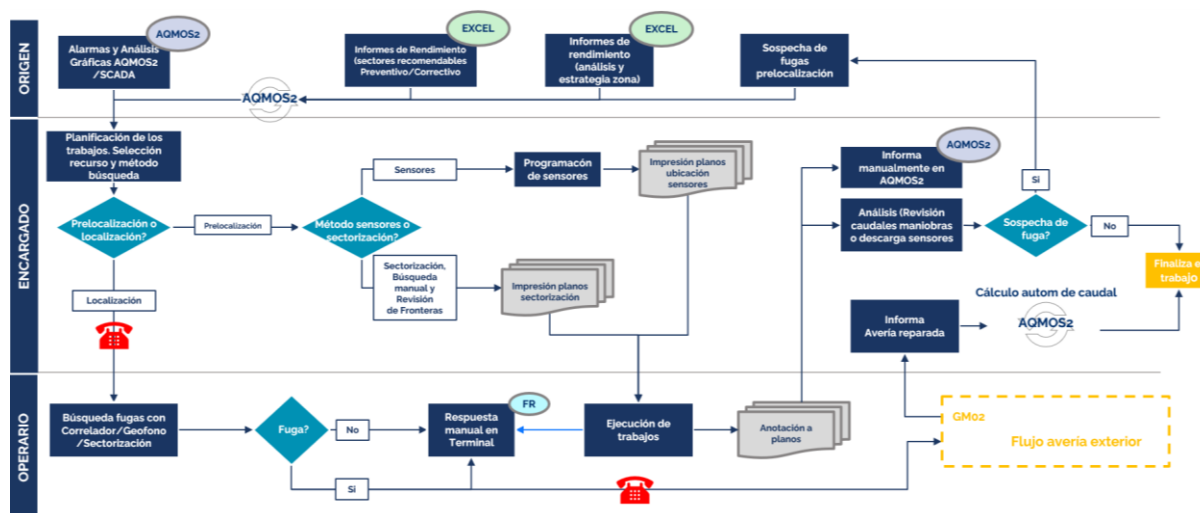 ORIGEN
Alarmas y Análisis
Gráficas AQMOS2
/SCADA
AQMOS2
Informes de Rendimiento
(sectores recomendables
Preventivo/Correctivo
EXCEL
Informes de
rendimiento
(análisis y
estrategia zona)
EXCEL
Sospecha de
fugas
prelocalización
AQMOS2
ENCARGADO
Planificación de los
trabajos. Selección
recurso y método
búsqueda
Prelocalización o
localización?
Prelocalización
Localización
Método sensores o
sectorización?
Sensores
Programacón
de sensores
Impresión planos
ubicación
sensores
Sectorización,
Búsqueda
manual y
Revisión
de Fronteras
Impresión planos
sectorización
AQMOS2
Informa
manualmente en
AQMOS2
Análisis (Revisión
caudales maniobras
o descarga sensores
Sospecha de
fuga?
Si
No
Finaliza e
trabajo
Informa
Avería reparada
Cálculo autom de caudal
AQMOS2
OPERARIO
Búsqueda fugas con
Correlador/Geofono
/Sectorización
Fuga?
No
Si
Respuesta
manual en
Terminal
FR
Ejecución de
trabajos
Anotación a
planos
GM02
Flujo avería exterior